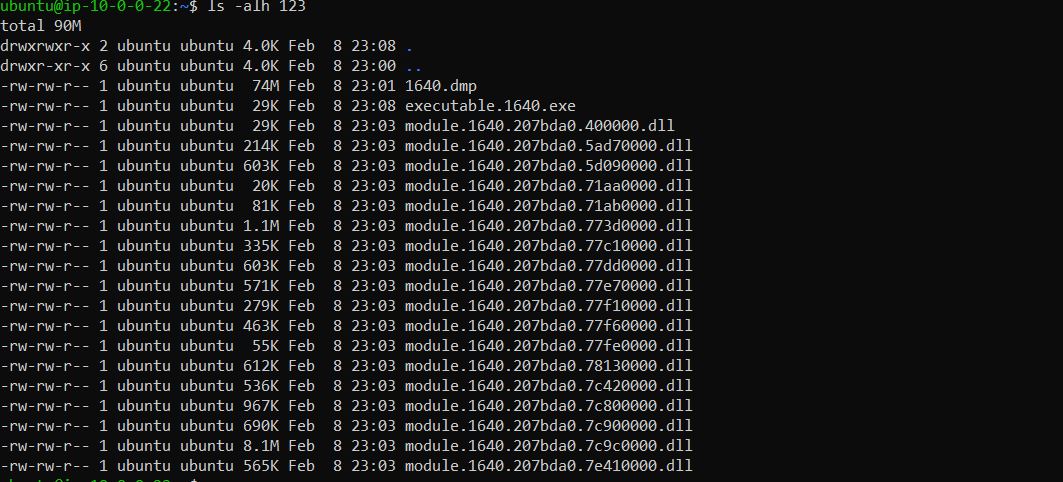 ubuntu@ip-10-0-0-22:~$ ls -alh 123
total 90M
drwxrwxr-x 2 ubuntu ubuntu 4.0K Feb  8 23:08 .
drwxr-xr-x 6 ubuntu ubuntu 4.0K Feb  8 23:00 ..
-rw-rw-r-- 1 ubuntu ubuntu  74M Feb  8 23:01 1640.dmp
-rw-rw-r-- 1 ubuntu ubuntu  29K Feb  8 23:08 executable.1640.exe
-rw-rw-r-- 1 ubuntu ubuntu  29K Feb  8 23:03 module.1640.207bda0.400000.dll
-rw-rw-r-- 1 ubuntu ubuntu 214K Feb  8 23:03 module.1640.207bda0.5ad70000.dll
-rw-rw-r-- 1 ubuntu ubuntu 603K Feb  8 23:03 module.1640.207bda0.5d090000.dll
-rw-rw-r-- 1 ubuntu ubuntu  20K Feb  8 23:03 module.1640.207bda0.71aa0000.dll
-rw-rw-r-- 1 ubuntu ubuntu  81K Feb  8 23:03 module.1640.207bda0.71ab0000.dll
-rw-rw-r-- 1 ubuntu ubuntu 1.1M Feb  8 23:03 module.1640.207bda0.773d0000.dll
-rw-rw-r-- 1 ubuntu ubuntu 335K Feb  8 23:03 module.1640.207bda0.77c10000.dll
-rw-rw-r-- 1 ubuntu ubuntu 603K Feb  8 23:03 module.1640.207bda0.77dd0000.dll
-rw-rw-r-- 1 ubuntu ubuntu 571K Feb  8 23:03 module.1640.207bda0.77e70000.dll
-rw-rw-r-- 1 ubuntu ubuntu 279K Feb  8 23:03 module.1640.207bda0.77f10000.dll
-rw-rw-r-- 1 ubuntu ubuntu 463K Feb  8 23:03 module.1640.207bda0.77f60000.dll
-rw-rw-r-- 1 ubuntu ubuntu  55K Feb  8 23:03 module.1640.207bda0.77fe0000.dll
-rw-rw-r-- 1 ubuntu ubuntu 612K Feb  8 23:03 module.1640.207bda0.78130000.dll
-rw-rw-r-- 1 ubuntu ubuntu 536K Feb  8 23:03 module.1640.207bda0.7c420000.dll
-rw-rw-r-- 1 ubuntu ubuntu 967K Feb  8 23:03 module.1640.207bda0.7c800000.dll
-rw-rw-r-- 1 ubuntu ubuntu 690K Feb  8 23:03 module.1640.207bda0.7c900000.dll
-rw-rw-r-- 1 ubuntu ubuntu 8.1M Feb  8 23:03 module.1640.207bda0.7c9c0000.dll
-rw-rw-r-- 1 ubuntu ubuntu 565K Feb  8 23:03 module.1640.207bda0.7e410000.dll